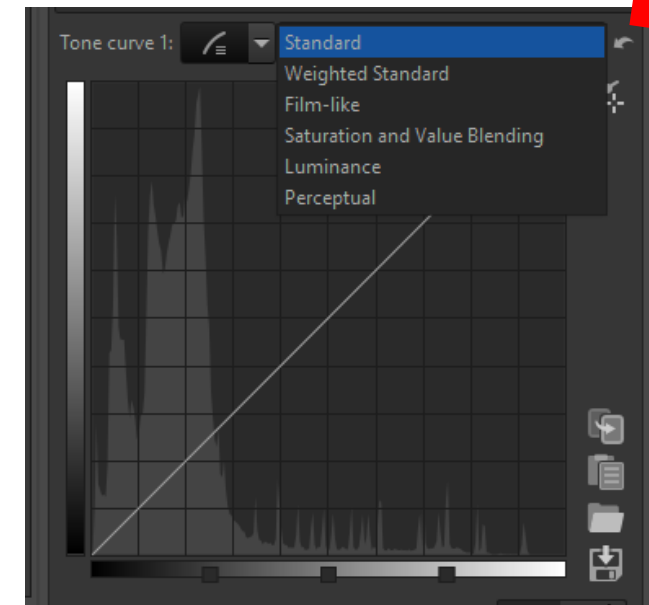 Tone curve 1:
Standard
Weighted Standard
Film-like
Saturation and Value Blending
Luminance
Perceptual